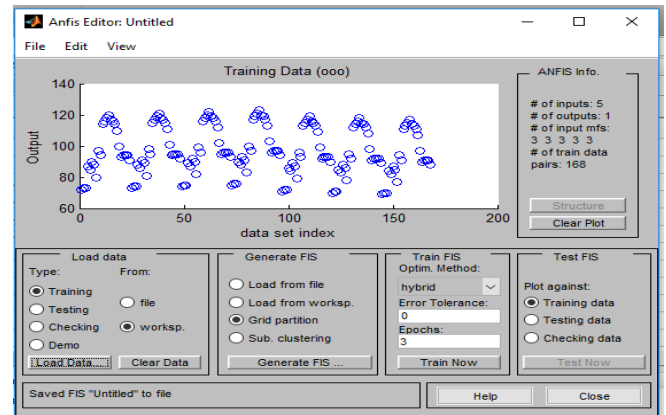 Anfis Editor: Untitled
File Edit View
Training Data (ooo)
140
120
100
80
60
Output
0 50 100 150 200
data set index
ANFIS Info.
# of inputs: 5
# of outputs: 1
# of input mfs:
3 3 3 3 3
# of train data
pairs: 168
Structure
Clear Plot
Load data
Type: From:
Training
Testing
Checking
Demo
file
worksp.
Load Data... Clear Data
Generate FIS
Load from file
Load from worksp.
Grid partition
Sub. clustering
Generate FIS ...
Train FIS
Optim. Method:
hybrid
Error Tolerance:
0
Epochs:
3
Train Now
Test FIS
Plot against:
Training data
Testing data
Checking data
Test Now
Saved FIS "Untitled" to file
Help Close